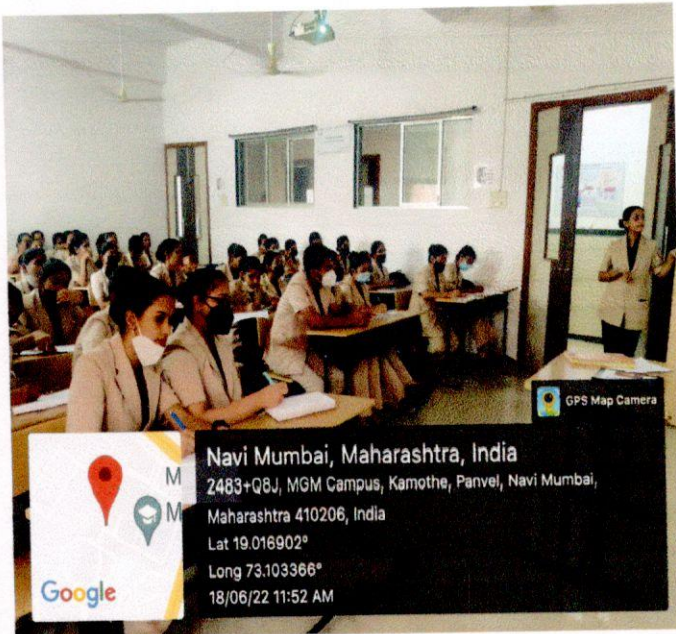 GPS Map Camera
M
M
Google
Navi Mumbai, Maharashtra, India
2483+Q8J, MGM Campus, Kamothe, Panvel, Navi Mumbai,
Maharashtra 410206, India
Lat 19.016902°
Long 73.103366°
18/06/22 11:52 AM